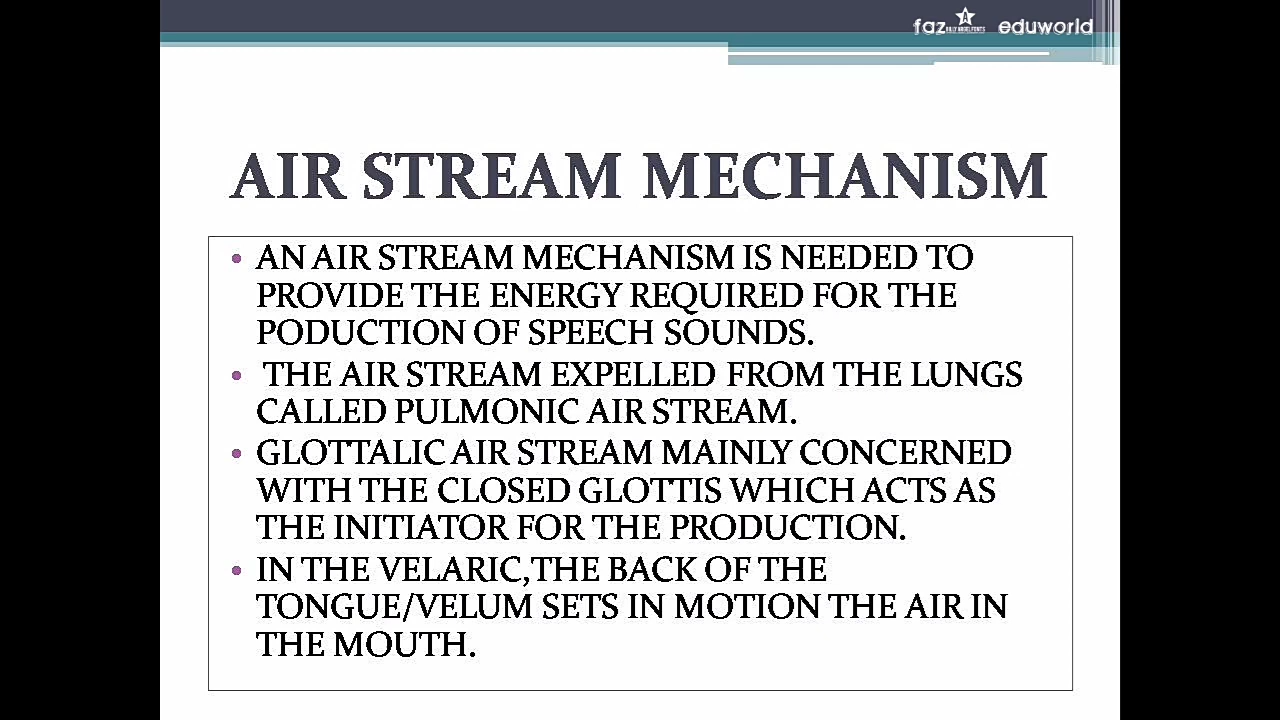 faz eduworld
AIR STREAM MECHANISM
• AN AIR STREAM MECHANISM IS NEEDED TO
PROVIDE THE ENERGY REQUIRED FOR THE
PODUCTION OF SPEECH SOUNDS.
• THE AIR STREAM EXPELLED FROM THE LUNGS
CALLED PULMONIC AIR STREAM.
• GLOTTALIC AIR STREAM MAINLY CONCERNED
WITH THE CLOSED GLOTTIS WHICH ACTS AS
THE INITIATOR FOR THE PRODUCTION.
• IN THE VELARIC,THE BACK OF THE
TONGUE/VELUM SETS IN MOTION THE AIR IN
THE MOUTH.